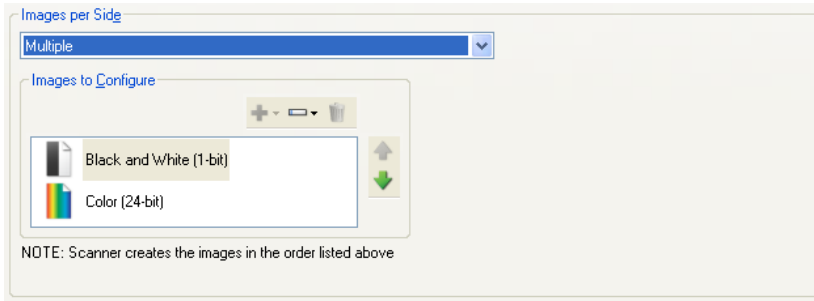 Images per Side
Multiple
Images to Configure
Black and White (1-bit)
Color (24-bit)
NOTE: Scanner creates the images in the order listed above